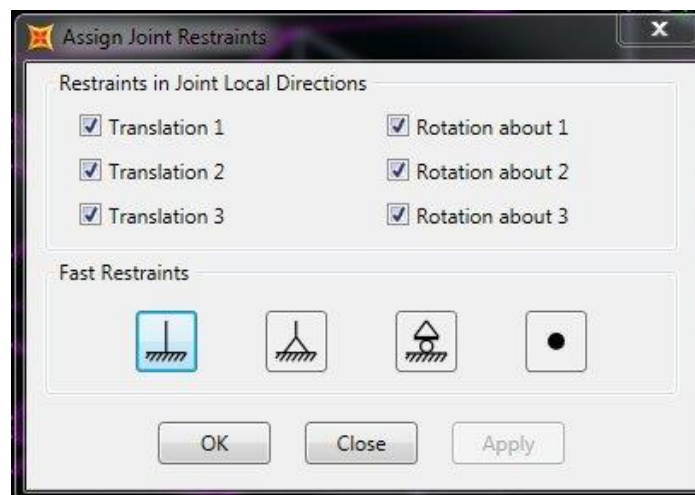 Assign Joint Restraints
Restraints in Joint Local Directions
Translation 1 Rotation about 1
Translation 2 Rotation about 2
Translation 3 Rotation about 3
Fast Restraints
OK Close Apply